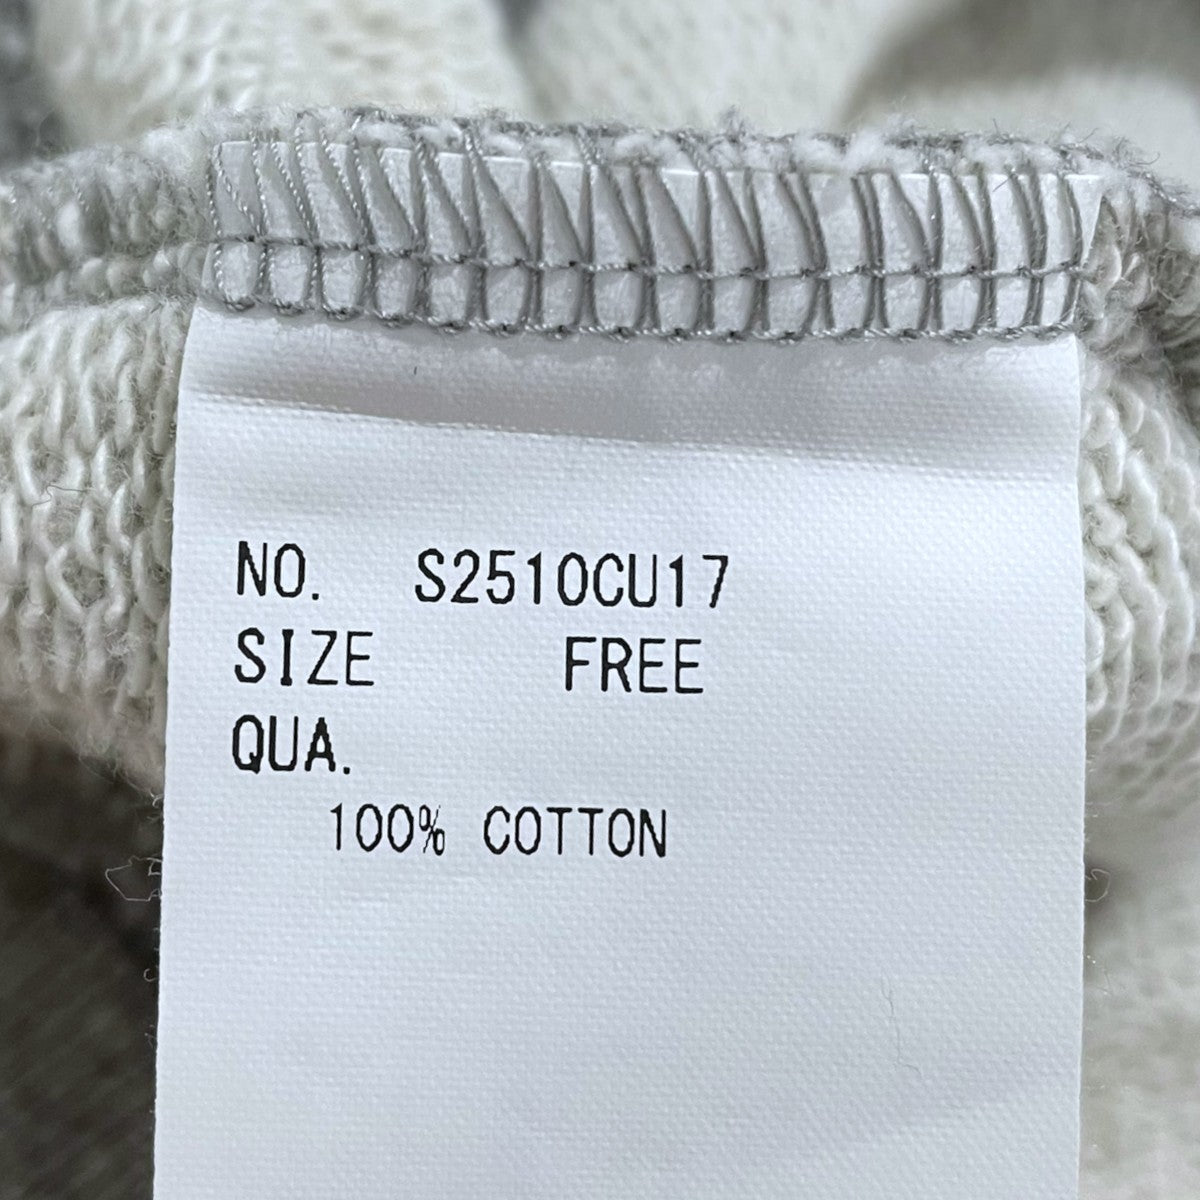 NO. S2510CU17
SIZE FREE
QUA.
100% COTTON